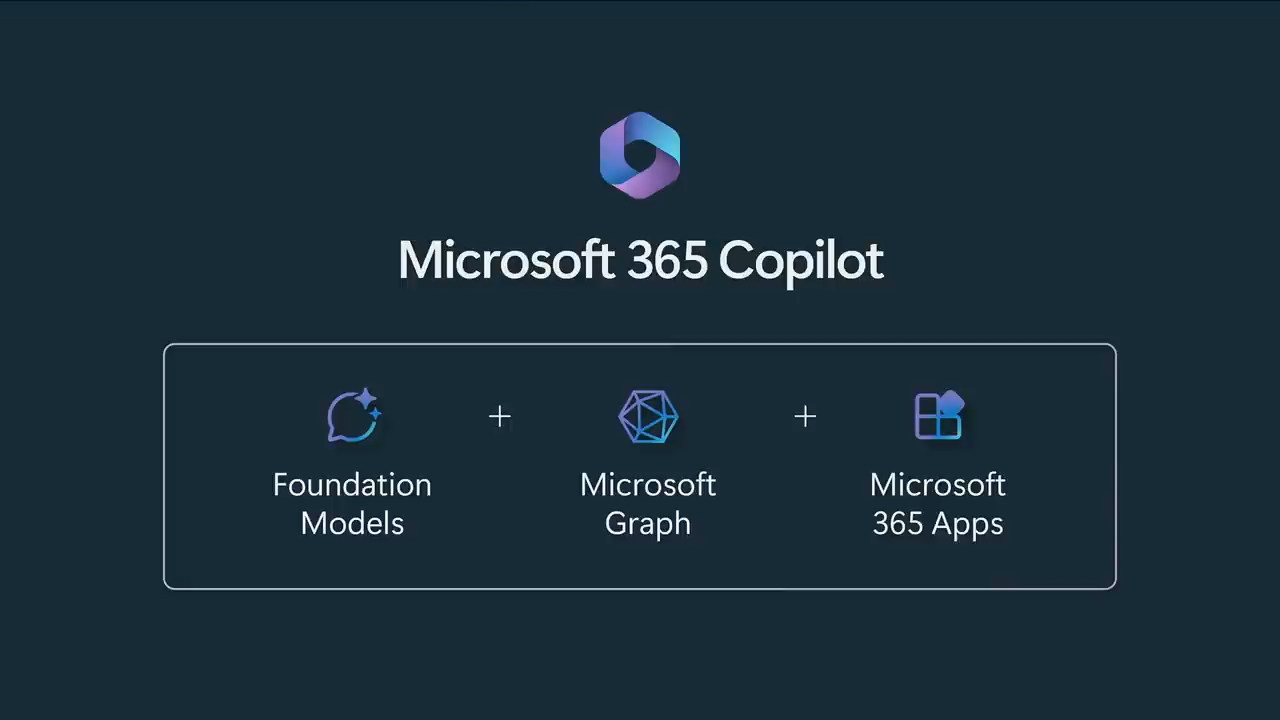 Microsoft 365 Copilot
Foundation
Models
+
Microsoft
Graph
+
Microsoft
365 Apps